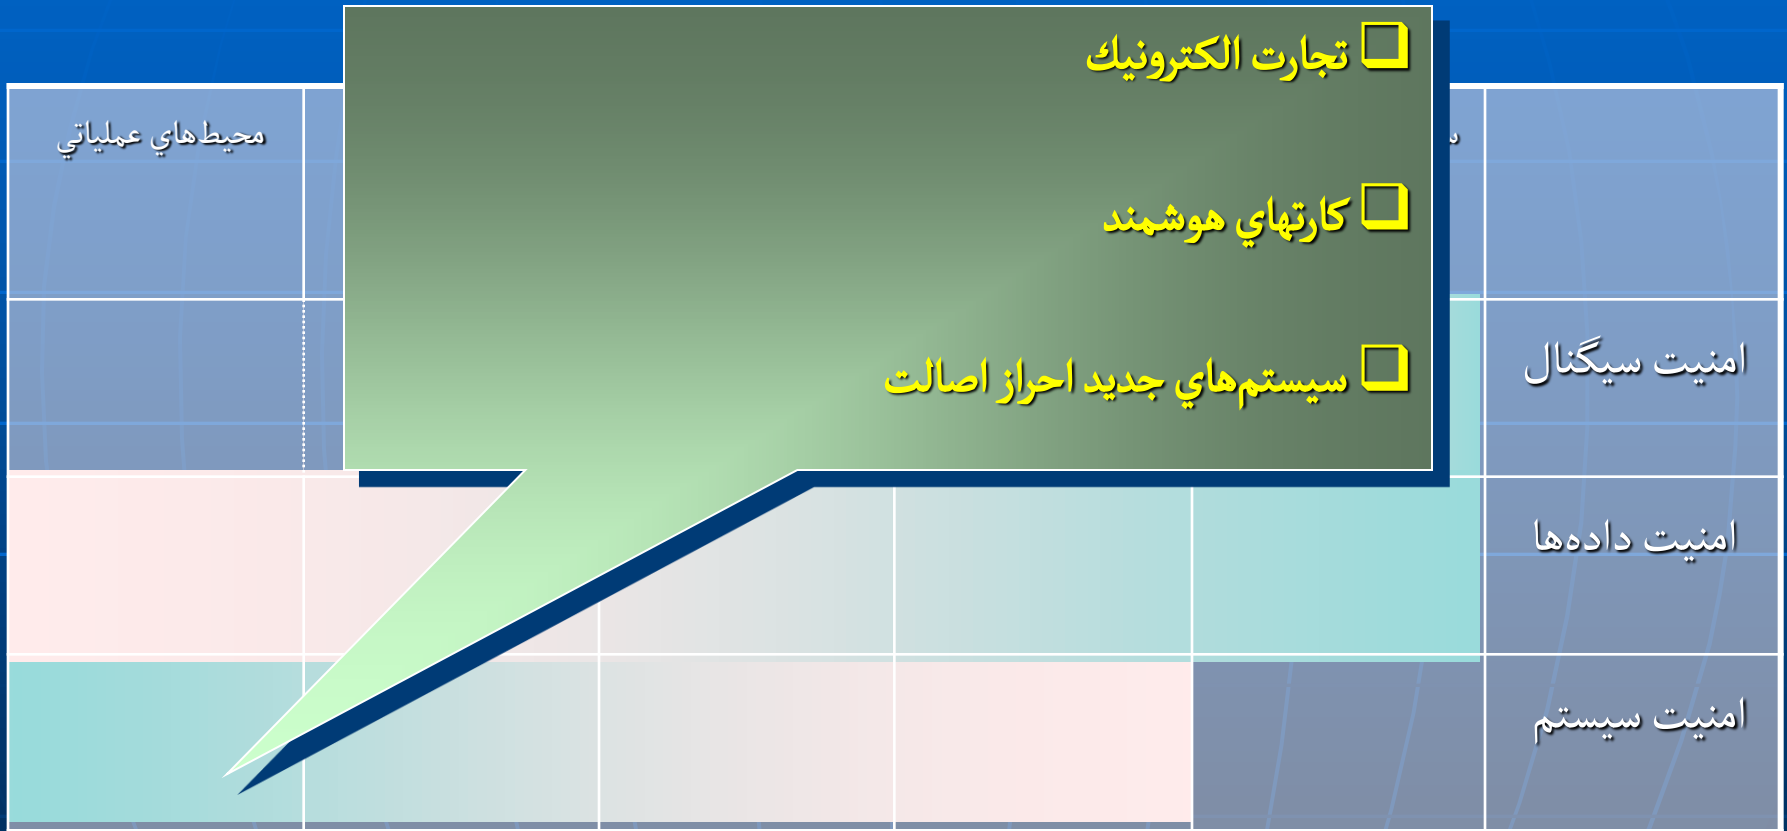 تجارت الكترونيك
كارتهاي هوشمند
سيستم‌هاي جديد احراز اصالت
محيط‌هاي عملياتي
امنيت سيگنال
امنيت داده‌ها
امنيت سيستم